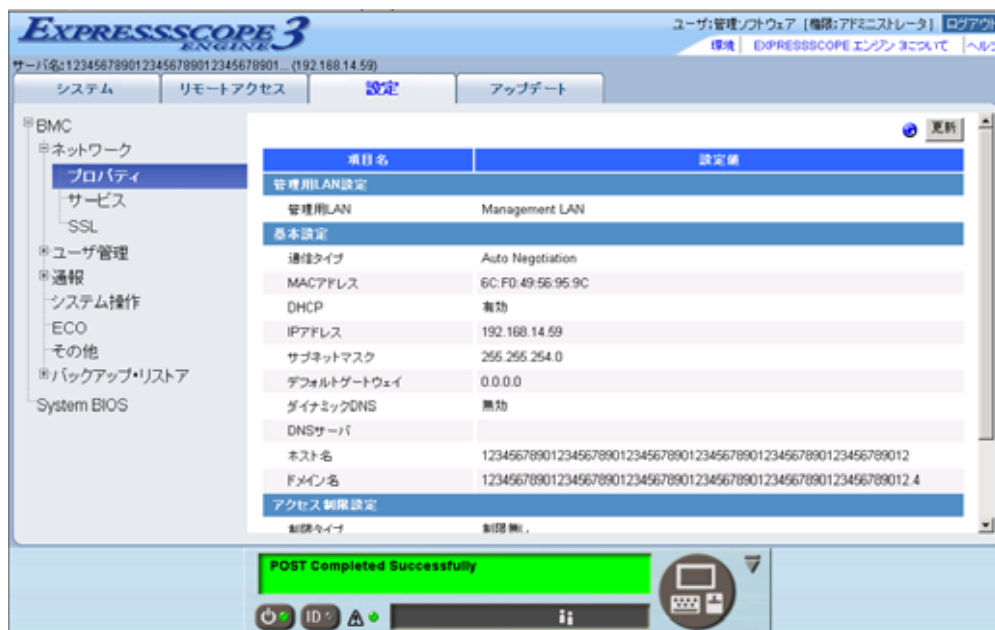 EXPRESSSCOPE ENGINE 3
ユーザ:管理ソフトウェア [権限:アドミニストレータ] ログアウト
環境 EXPRESSSCOPE エンジン 3について ヘル
サーバ名:1234567890123456789012345678901... (192.168.14.59)
システム リモートアクセス 設定 アップデート
BMC
ネットワーク
プロパティ
サービス
SSL
ユーザ管理
通報
システム操作
ECO
その他
バックアップ・リストア
System BIOS
更新
項目名 設定値
管理用LAN設定
管理用LAN Management LAN
基本設定
通信タイプ Auto Negotiation
MACアドレス 6C:F0:49:56:95:9C
DHCP 有効
IPアドレス 192.168.14.59
サブネットマスク 255.255.254.0
デフォルトゲートウェイ 0.0.0.0
ダイナミックDNS 無効
DNSサーバ
ホスト名 12345678901234567890123456789012345678901234567890123456789012
ドメイン名 12345678901234567890123456789012345678901234567890123456789012.4
アクセス制限設定
制限タイプ 制限無し
POST Completed Successfully
ID